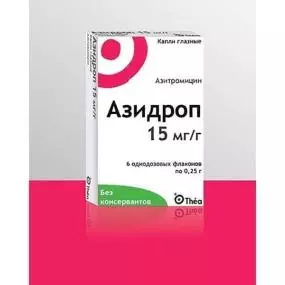 Капли глазные
Азитромицин
Азидроп
15 мг/г
6 однодозовых флаконов
по 0,25 г
Без
консервантов
Théa